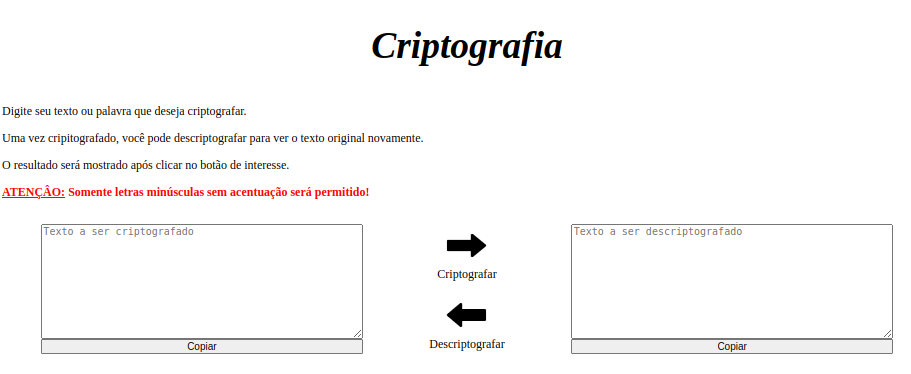 Criptografia
Digite seu texto ou palavra que deseja criptografar.
Uma vez cripitografado, você pode descriptografar para ver o texto original novamente.
O resultado será mostrado após clicar no botão de interesse.
ATENÇÂO: Somente letras minúsculas sem acentuação será permitido!
Texto a ser criptografado
Copiar
Criptografar
Descriptografar
Texto a ser descriptografado
Copiar